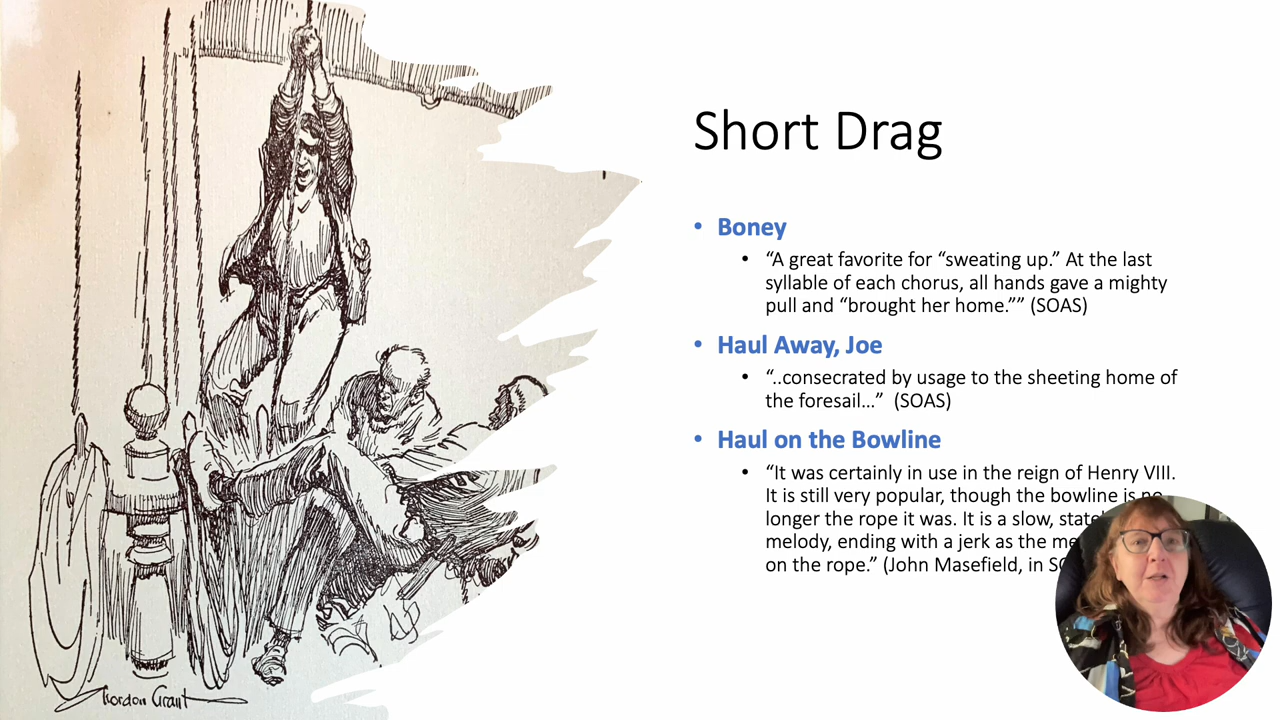 Short Drag
• Boney
• “A great favorite for “sweating up.” At the last
syllable of each chorus, all hands gave a mighty
pull and “brought her home.”” (SOAS)
• Haul Away, Joe
• “..consecrated by usage to the sheeting home of
the foresail…” (SOAS)
• Haul on the Bowline
• “It was certainly in use in the reign of Henry VIII.
It is still very popular, though the bowline is no
longer the rope it was. It is a slow,
melody, ending with a jerk as the
on the rope.” (John Masefield, in
Gordon Grant